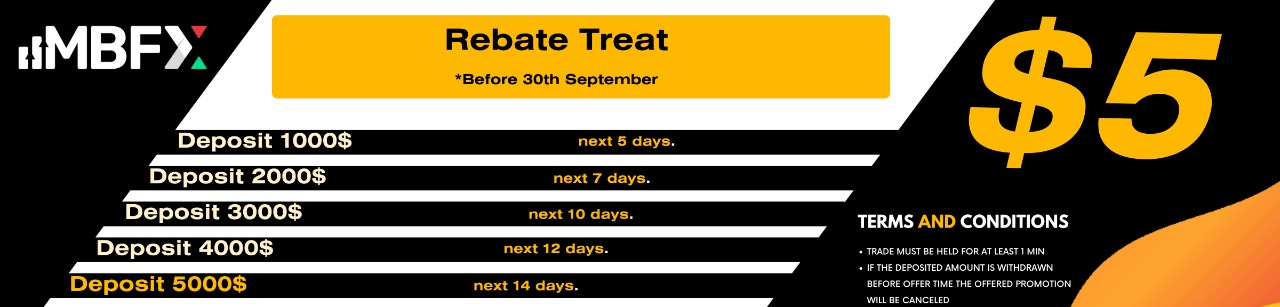 MBFX
Rebate Treat
*Before 30th September
$5
Deposit 1000$ next 5 days.
Deposit 2000$ next 7 days.
Deposit 3000$ next 10 days.
Deposit 4000$ next 12 days.
Deposit 5000$ next 14 days.
TERMS AND CONDITIONS
• TRADE MUST BE HELD FOR AT LEAST 1 MIN
• IF THE DEPOSITED AMOUNT IS WITHDRAWN
BEFORE OFFER TIME THE OFFERED PROMOTION
WILL BE CANCELED